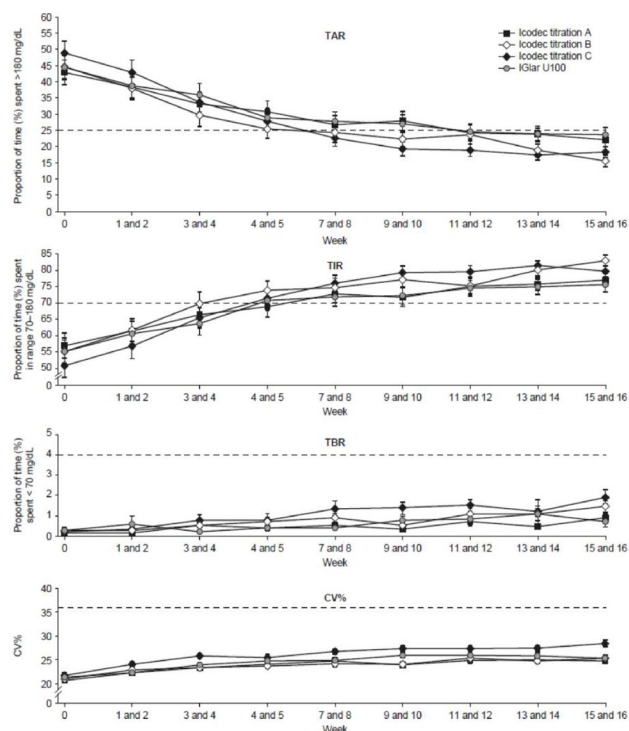 TAR
Icodec titration A
Icodec titration B
Icodec titration C
IGlar U100
Proportion of time (%) spent >180 mg/dL
60
55
50
45
40
35
30
25
20
15
10
5
0
0 1 and 2 3 and 4 4 and 5 7 and 8 9 and 10 11 and 12 13 and 14 15 and 16
Week
TIR
Proportion of time (%) spent
in range 70–180 mg/dL
85
80
75
70
65
60
55
50
0
0 1 and 2 3 and 4 4 and 5 7 and 8 9 and 10 11 and 12 13 and 14 15 and 16
Week
TBR
Proportion of time (%)
spent < 70 mg/dL
5
4
3
2
1
0
0 1 and 2 3 and 4 4 and 5 7 and 8 9 and 10 11 and 12 13 and 14 15 and 16
Week
CV%
CV%
40
35
30
25
20
0
0 1 and 2 3 and 4 4 and 5 7 and 8 9 and 10 11 and 12 13 and 14 15 and 16
Week